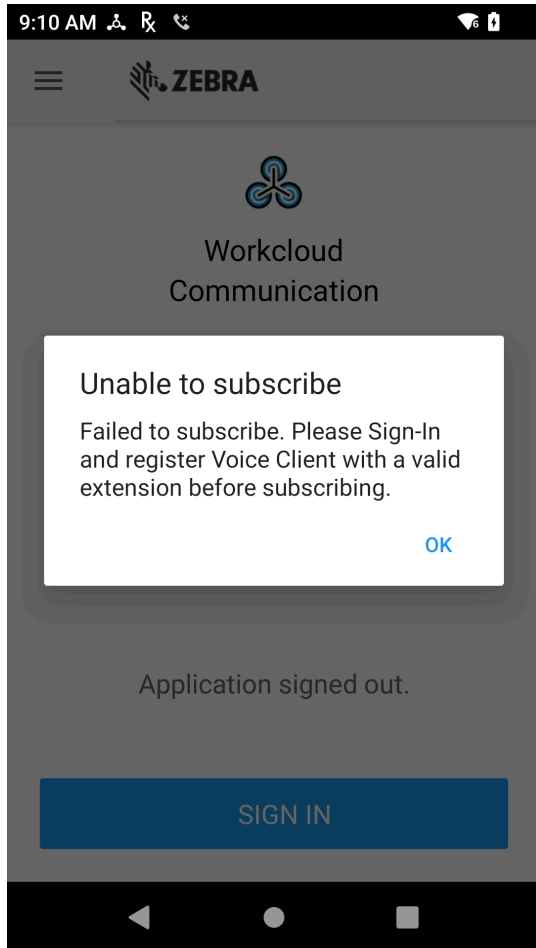 9:10 AM
6
ZEBRA
Workcloud
Communication
Unable to subscribe
Failed to subscribe. Please Sign-In
and register Voice Client with a valid
extension before subscribing.
OK
Application signed out.
SIGN IN